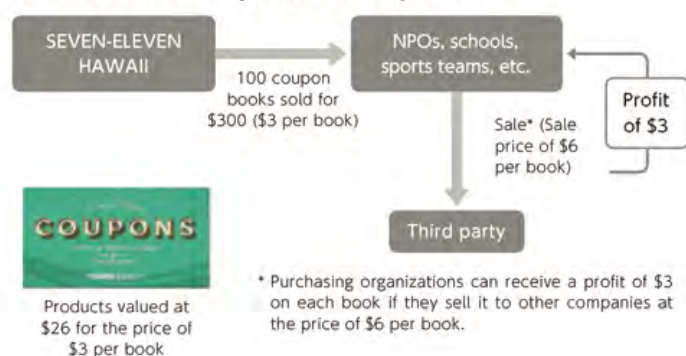 SEVEN-ELEVEN
HAWAII
100 coupon
books sold for
$300 ($3 per book)
NPOs, schools,
sports teams, etc.
Profit
of $3
Sale* (Sale
price of $6
per book)
Third party
COUPONS
Products valued at
$26 for the price of
$3 per book
* Purchasing organizations can receive a profit of $3
on each book if they sell it to other companies at
the price of $6 per book.